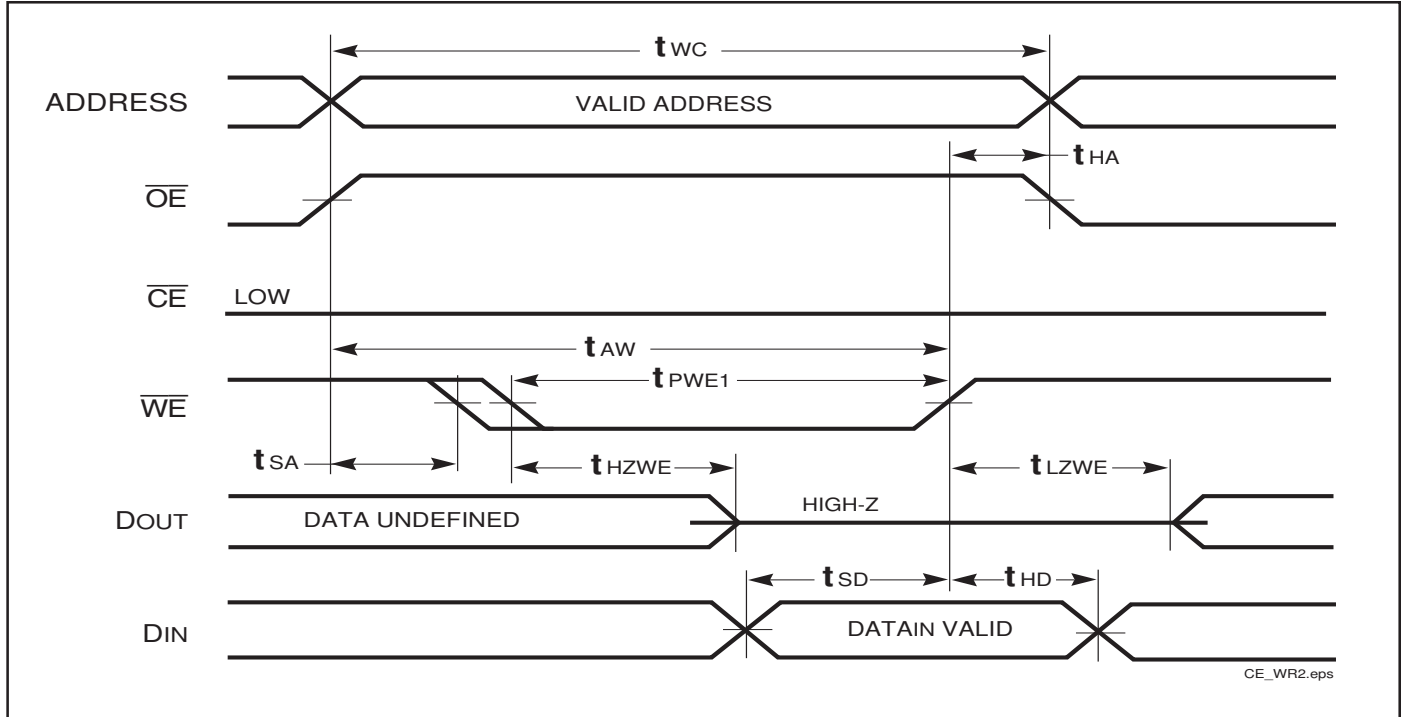 tWC
ADDRESS
VALID ADDRESS
tHA
OE
CE
LOW
tAW
tPWE1
WE
tSA
tHZWE
tLZWE
DOUT
DATA UNDEFINED
HIGH-Z
tSD
tHD
DIN
DATAIN VALID
CE_WR2.eps